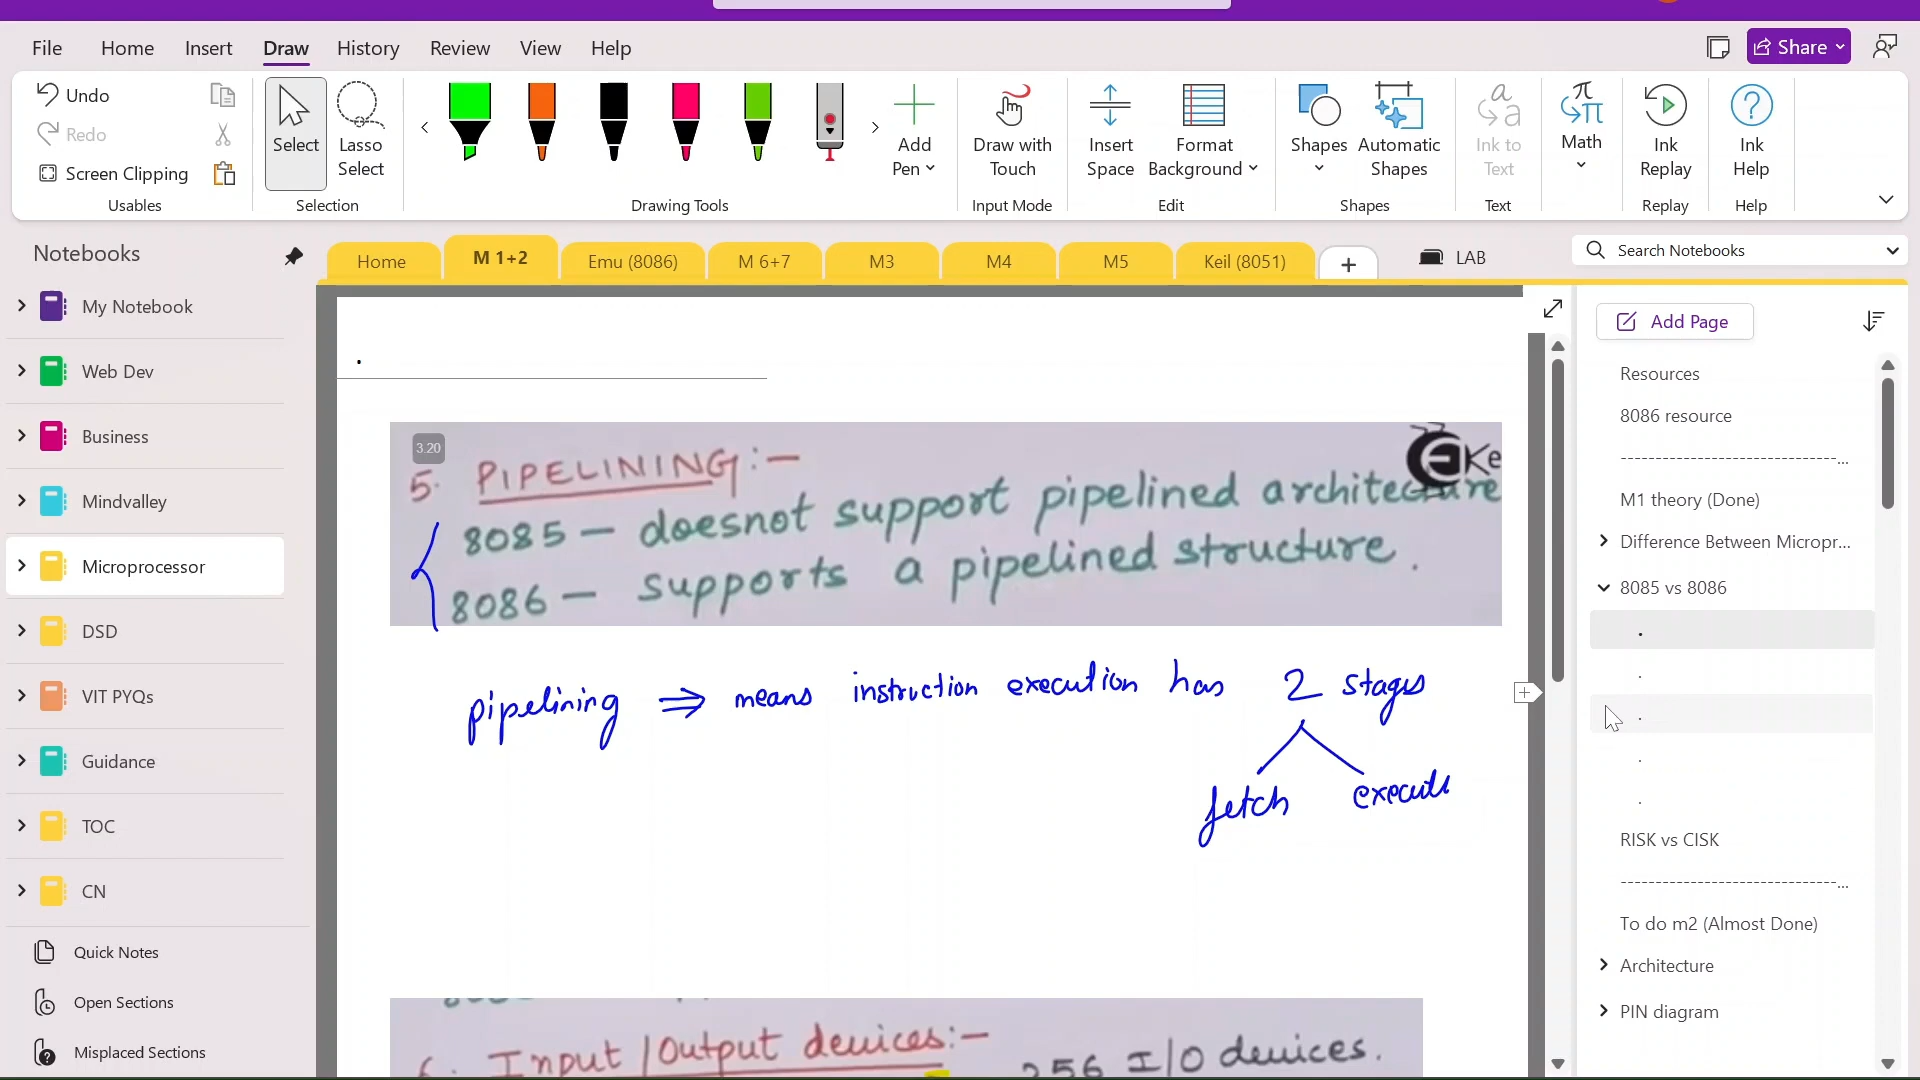 File Home Insert Draw History Review View Help Share
Undo
Redo
Screen Clipping
Usables
Select
Lasso Select
Selection
Drawing Tools
Add Pen
Draw with Touch
Input Mode
Insert Space
Format Background
Edit
Shapes
Automatic Shapes
Shapes
Ink to Text
Text
Math
Ink Replay
Replay
Ink Help
Help
Notebooks
My Notebook
Web Dev
Business
Mindvalley
Microprocessor
DSD
VIT PYQs
Guidance
TOC
CN
Quick Notes
Open Sections
Misplaced Sections
Home M 1+2 Emu (8086) M 6+7 M3 M4 M5 Keil (8051) + LAB
Search Notebooks
.
3.20
Ke
5. PIPELINING:-
8085 - doesnot support pipelined architecture
8086 - supports a pipelined structure.
pipelining ⇒ means instruction execution has 2 stages
fetch execute
6. Input/Output devices:-
256 I/O devices.
Add Page
Resources
8086 resource
-------------------------------...
M1 theory (Done)
Difference Between Micropr...
8085 vs 8086
.
.
.
.
.
RISK vs CISK
-------------------------------...
To do m2 (Almost Done)
Architecture
PIN diagram